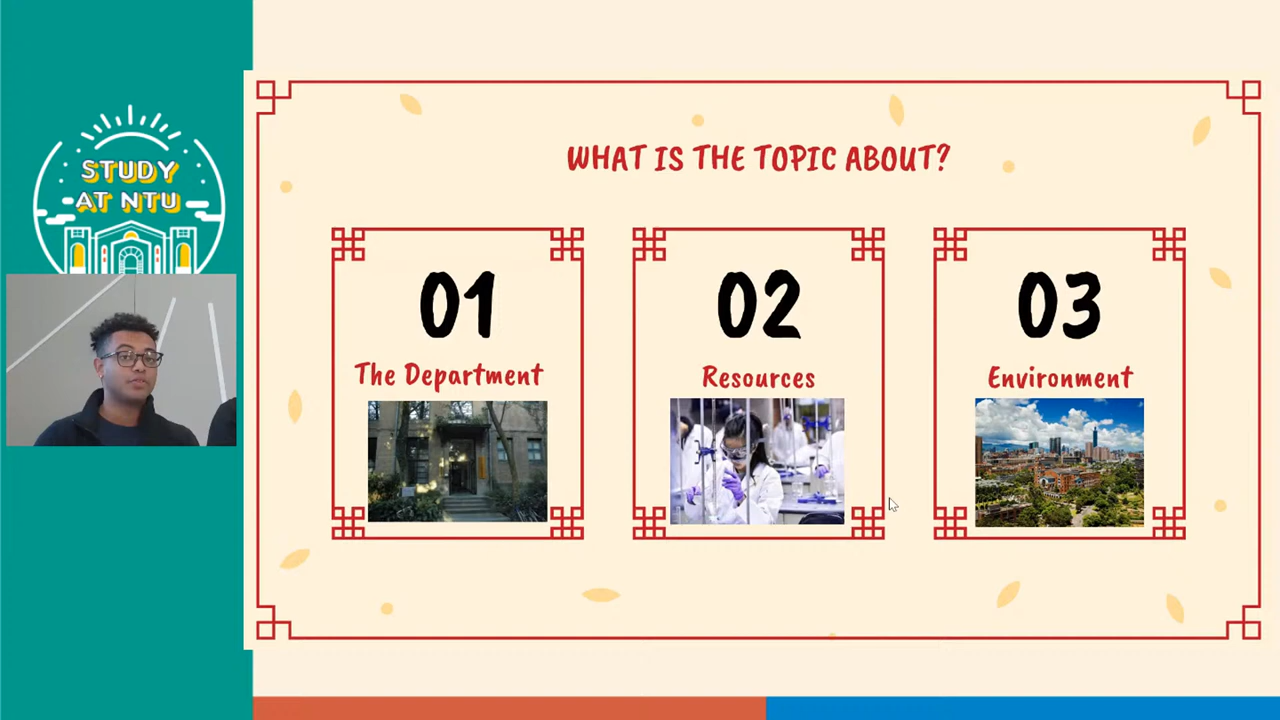 STUDY
AT NTU
WHAT IS THE TOPIC ABOUT?
01
The Department
02
Resources
03
Environment